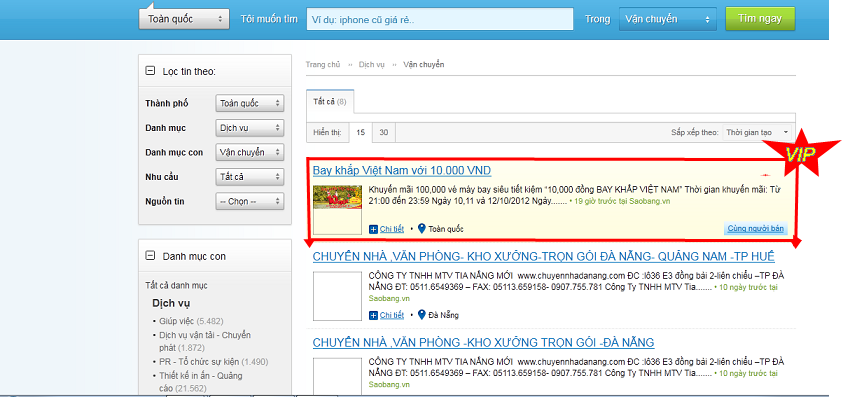 Toàn quốc
Tôi muốn tìm
Ví dụ: iphone cũ giá rẻ..
Trong
Vận chuyển
Tìm ngay
Lọc tin theo:
Thành phố
Toàn quốc
Danh mục
Dịch vụ
Danh mục con
Vận chuyển
Nhu cầu
Tất cả
Nguồn tin
-- Chọn --
Danh mục con
Tất cả danh mục
Dịch vụ
• Giúp việc (5.482)
• Dịch vụ vận tải - Chuyển
phát (1.872)
• PR - Tổ chức sự kiện (1.490)
• Thiết kế in ấn - Quảng
cáo (21.562)
Trang chủ » Dịch vụ » Vận chuyển
Tất cả (8)
Hiển thị: 15 30
Sắp xếp theo: Thời gian tạo
VIP
Bay khắp Việt Nam với 10.000 VND
Khuyến mãi 100,000 vé máy bay siêu tiết kiệm "10,000 đồng BAY KHẮP VIỆT NAM" Thời gian khuyến mãi: Từ
21:00 đến 23:59 Ngày 10,11 và 12/10/2012 Ngày....... • 19 giờ trước tại Saobang.vn
Chi tiết • Toàn quốc
Cùng người bán
CHUYỂN NHÀ ,VĂN PHÒNG- KHO XƯỞNG-TRỌN GÓI ĐÀ NẴNG- QUẢNG NAM -TP HUẾ
CÔNG TY TNHH MTV TIA NẮNG MỚI www.chuyennhadanang.com ĐC :lô36 E3 đồng bài 2-liên chiểu –TP ĐÀ
NẴNG ĐT: 0511.6549369 – FAX: 05113.659158- 0907.755.781 Công Ty TNHH MTV Tia....... • 10 ngày trước tại
Saobang.vn
Chi tiết • Đà Nẵng
CHUYỂN NHÀ ,VĂN PHÒNG -KHO XƯỞNG TRỌN GÓI -ĐÀ NẴNG
CÔNG TY TNHH MTV TIA NẮNG MỚI www.chuyennhadanang.com ĐC :lô36 E3 đồng bài 2-liên chiểu –TP ĐÀ
NẴNG ĐT: 0511.6549369 – FAX: 05113.659158- 0907.755.781 Công Ty TNHH MTV Tia....... • 10 ngày trước tại
Saobang.vn